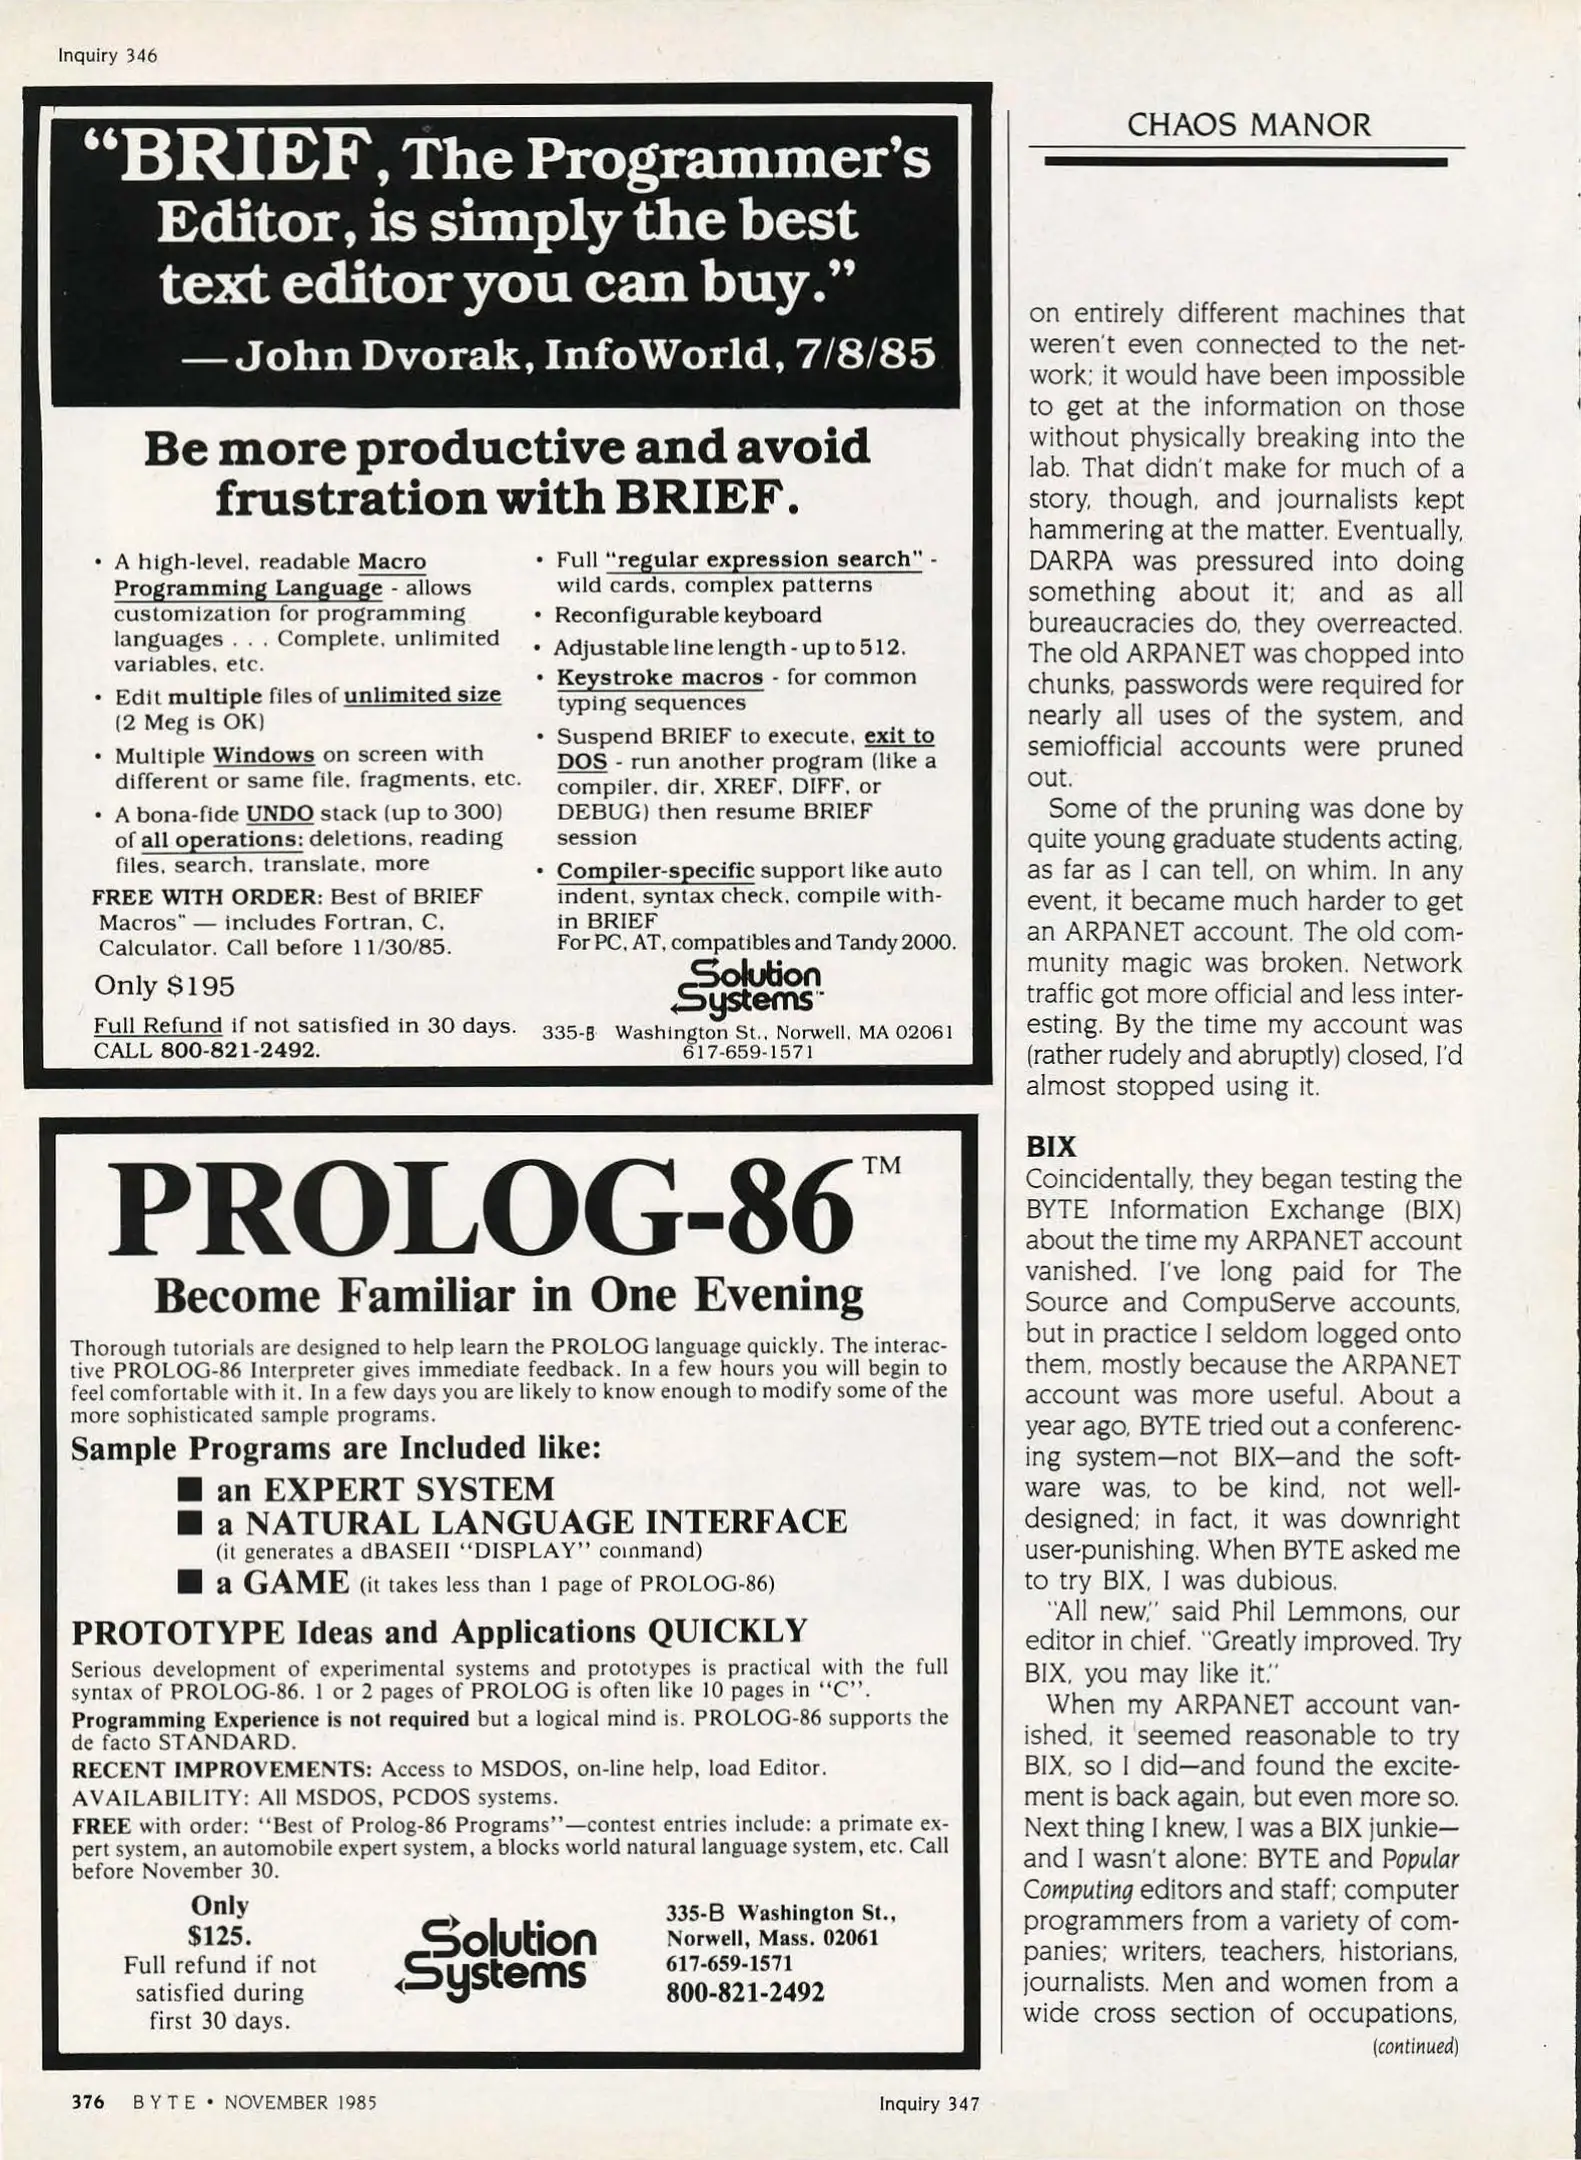 Inquiry 346
“BRIEF, The Programmer’s
Editor, is simply the best
text editor you can buy.”
—John Dvorak, InfoWorld, 7/8/85
Be more productive and avoid
frustration with BRIEF.
• A high-level, readable Macro
Programming Language - allows
customization for programming
languages . . . Complete, unlimited
variables, etc.
• Edit multiple files of unlimited size
(2 Meg is OK)
• Multiple Windows on screen with
different or same file, fragments, etc.
• A bona-fide UNDO stack (up to 300)
of all operations: deletions, reading
files, search, translate, more
FREE WITH ORDER: Best of BRIEF
Macros" — includes Fortran, C,
Calculator. Call before 11/30/85.
Only $195
Full Refund if not satisfied in 30 days.
CALL 800-821-2492.
• Full “regular expression search” -
wild cards, complex patterns
• Reconfigurable keyboard
• Adjustable line length - up to 512.
• Keystroke macros - for common
typing sequences
• Suspend BRIEF to execute, exit to
DOS - run another program (like a
compiler, dir, XREF, DIFF, or
DEBUG) then resume BRIEF
session
• Compiler-specific support like auto
indent, syntax check, compile with-
in BRIEF
For PC, AT, compatibles and Tandy 2000.
Solution
Systems™
335-B Washington St., Norwell, MA 02061
617-659-1571
PROLOG-86™
Become Familiar in One Evening
Thorough tutorials are designed to help learn the PROLOG language quickly. The interac-
tive PROLOG-86 Interpreter gives immediate feedback. In a few hours you will begin to
feel comfortable with it. In a few days you are likely to know enough to modify some of the
more sophisticated sample programs.
Sample Programs are Included like:
■ an EXPERT SYSTEM
■ a NATURAL LANGUAGE INTERFACE
(it generates a dBASEII “DISPLAY” command)
■ a GAME (it takes less than 1 page of PROLOG-86)
PROTOTYPE Ideas and Applications QUICKLY
Serious development of experimental systems and prototypes is practical with the full
syntax of PROLOG-86. 1 or 2 pages of PROLOG is often like 10 pages in “C”.
Programming Experience is not required but a logical mind is. PROLOG-86 supports the
de facto STANDARD.
RECENT IMPROVEMENTS: Access to MSDOS, on-line help, load Editor.
AVAILABILITY: All MSDOS, PCDOS systems.
FREE with order: “Best of Prolog-86 Programs”—contest entries include: a primate ex-
pert system, an automobile expert system, a blocks world natural language system, etc. Call
before November 30.
Only
$125.
Full refund if not
satisfied during
first 30 days.
Solution
Systems
335-B Washington St.,
Norwell, Mass. 02061
617-659-1571
800-821-2492
CHAOS MANOR
on entirely different machines that
weren't even connected to the net-
work; it would have been impossible
to get at the information on those
without physically breaking into the
lab. That didn't make for much of a
story, though, and journalists kept
hammering at the matter. Eventually,
DARPA was pressured into doing
something about it; and as all
bureaucracies do, they overreacted.
The old ARPANET was chopped into
chunks, passwords were required for
nearly all uses of the system, and
semiofficial accounts were pruned
out.
Some of the pruning was done by
quite young graduate students acting,
as far as I can tell, on whim. In any
event, it became much harder to get
an ARPANET account. The old com-
munity magic was broken. Network
traffic got more official and less inter-
esting. By the time my account was
(rather rudely and abruptly) closed, I'd
almost stopped using it.
BIX
Coincidentally, they began testing the
BYTE Information Exchange (BIX)
about the time my ARPANET account
vanished. I've long paid for The
Source and CompuServe accounts,
but in practice I seldom logged onto
them, mostly because the ARPANET
account was more useful. About a
year ago, BYTE tried out a conferenc-
ing system—not BIX—and the soft-
ware was, to be kind, not well-
designed; in fact, it was downright
user-punishing. When BYTE asked me
to try BIX, I was dubious.
“All new,” said Phil Lemmons, our
editor in chief. “Greatly improved. Try
BIX, you may like it.”
When my ARPANET account van-
ished, it seemed reasonable to try
BIX, so I did—and found the excite-
ment is back again, but even more so.
Next thing I knew, I was a BIX junkie—
and I wasn't alone: BYTE and Popular
Computing editors and staff; computer
programmers from a variety of com-
panies; writers, teachers, historians,
journalists. Men and women from a
wide cross section of occupations,
(continued)
376 BYTE • NOVEMBER 1985
Inquiry 347